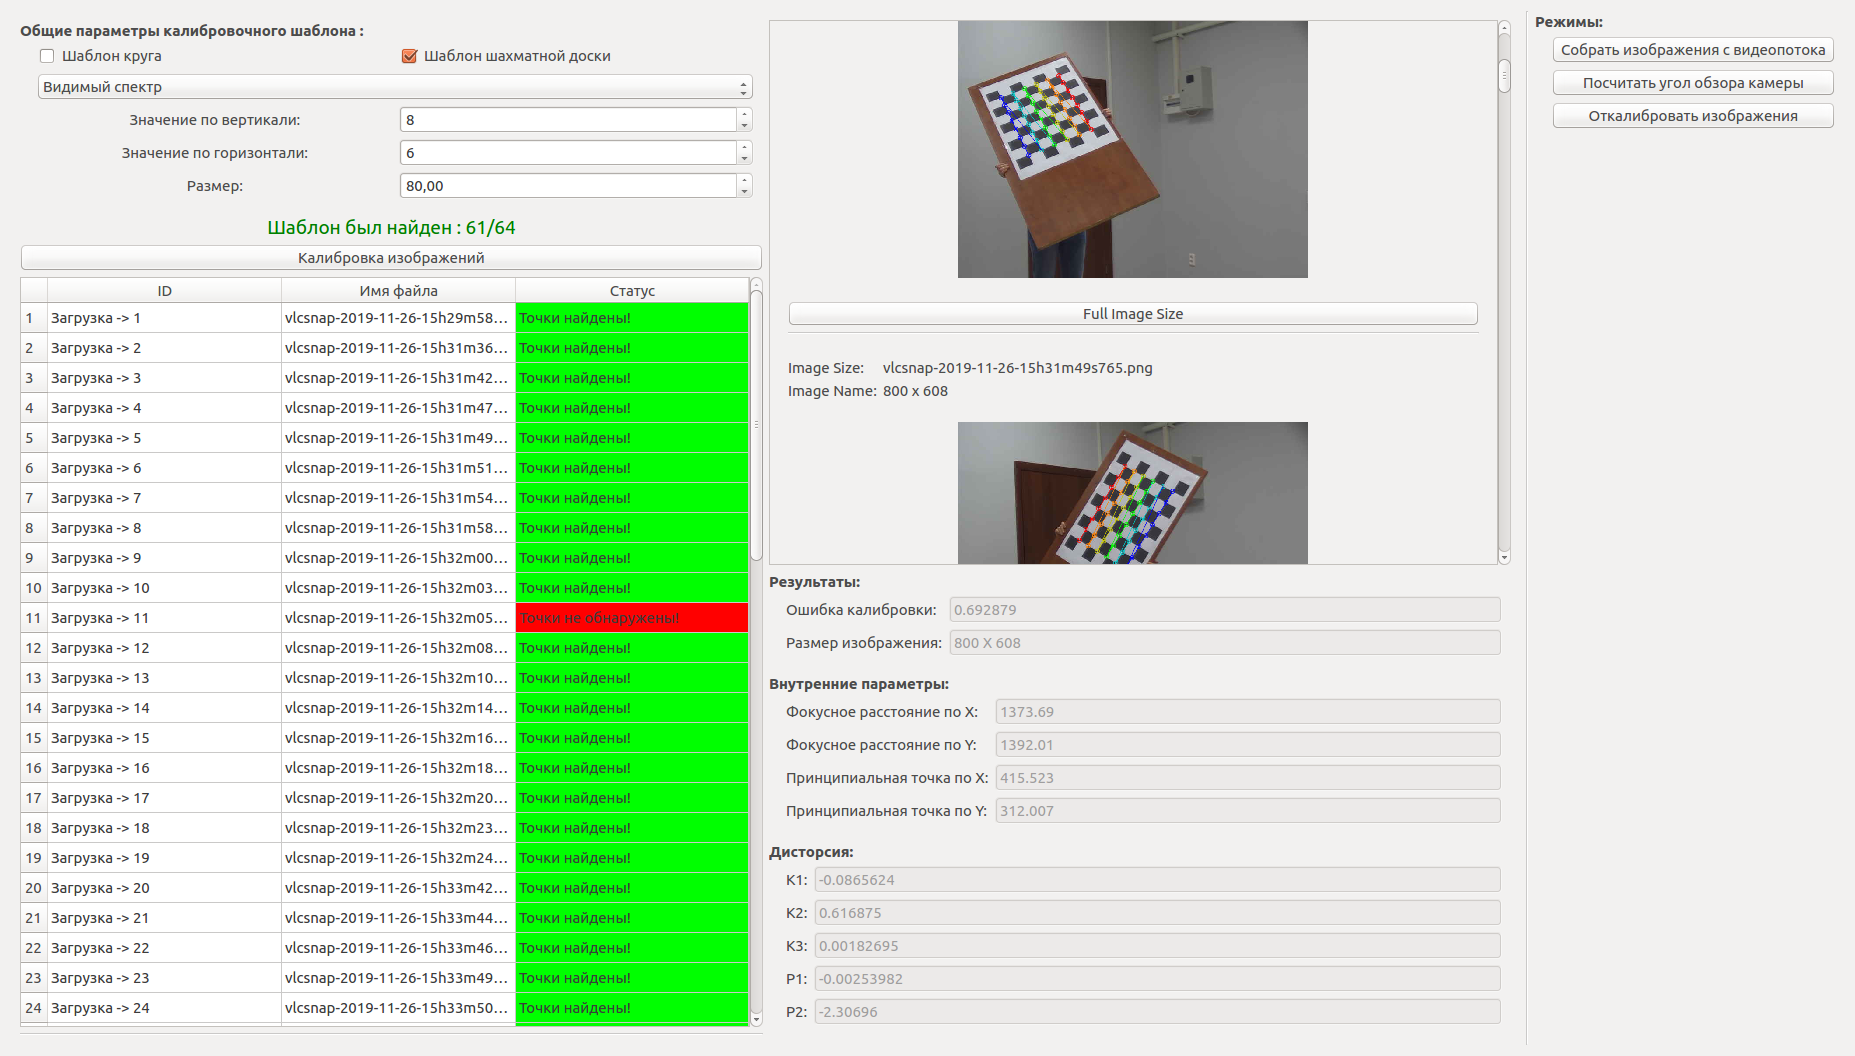 Общие параметры калибровочного шаблона :
Шаблон круга
Шаблон шахматной доски
Видимый спектр
Значение по вертикали:
8
Значение по горизонтали:
6
Размер:
80,00
Шаблон был найден : 61/64
Калибровка изображений
ID Имя файла Статус
1 Загрузка -> 1 vlcsnap-2019-11-26-15h29m58... Точки найдены!
2 Загрузка -> 2 vlcsnap-2019-11-26-15h31m36... Точки найдены!
3 Загрузка -> 3 vlcsnap-2019-11-26-15h31m42... Точки найдены!
4 Загрузка -> 4 vlcsnap-2019-11-26-15h31m47... Точки найдены!
5 Загрузка -> 5 vlcsnap-2019-11-26-15h31m49... Точки найдены!
6 Загрузка -> 6 vlcsnap-2019-11-26-15h31m51... Точки найдены!
7 Загрузка -> 7 vlcsnap-2019-11-26-15h31m54... Точки найдены!
8 Загрузка -> 8 vlcsnap-2019-11-26-15h31m58... Точки найдены!
9 Загрузка -> 9 vlcsnap-2019-11-26-15h32m00... Точки найдены!
10 Загрузка -> 10 vlcsnap-2019-11-26-15h32m03... Точки найдены!
11 Загрузка -> 11 vlcsnap-2019-11-26-15h32m05... Точки не обнаружены!
12 Загрузка -> 12 vlcsnap-2019-11-26-15h32m08... Точки найдены!
13 Загрузка -> 13 vlcsnap-2019-11-26-15h32m10... Точки найдены!
14 Загрузка -> 14 vlcsnap-2019-11-26-15h32m14... Точки найдены!
15 Загрузка -> 15 vlcsnap-2019-11-26-15h32m16... Точки найдены!
16 Загрузка -> 16 vlcsnap-2019-11-26-15h32m18... Точки найдены!
17 Загрузка -> 17 vlcsnap-2019-11-26-15h32m20... Точки найдены!
18 Загрузка -> 18 vlcsnap-2019-11-26-15h32m23... Точки найдены!
19 Загрузка -> 19 vlcsnap-2019-11-26-15h32m24... Точки найдены!
20 Загрузка -> 20 vlcsnap-2019-11-26-15h33m42... Точки найдены!
21 Загрузка -> 21 vlcsnap-2019-11-26-15h33m44... Точки найдены!
22 Загрузка -> 22 vlcsnap-2019-11-26-15h33m46... Точки найдены!
23 Загрузка -> 23 vlcsnap-2019-11-26-15h33m49... Точки найдены!
24 Загрузка -> 24 vlcsnap-2019-11-26-15h33m50... Точки найдены!
Full Image Size
Image Size: vlcsnap-2019-11-26-15h31m49s765.png
Image Name: 800 x 608
Результаты:
Ошибка калибровки: 0.692879
Размер изображения: 800 X 608
Внутренние параметры:
Фокусное расстояние по X: 1373.69
Фокусное расстояние по Y: 1392.01
Принципиальная точка по X: 415.523
Принципиальная точка по Y: 312.007
Дисторсия:
K1: -0.0865624
K2: 0.616875
K3: 0.00182695
P1: -0.00253982
P2: -2.30696
Режимы:
Собрать изображения с видеопотока
Посчитать угол обзора камеры
Откалибровать изображения